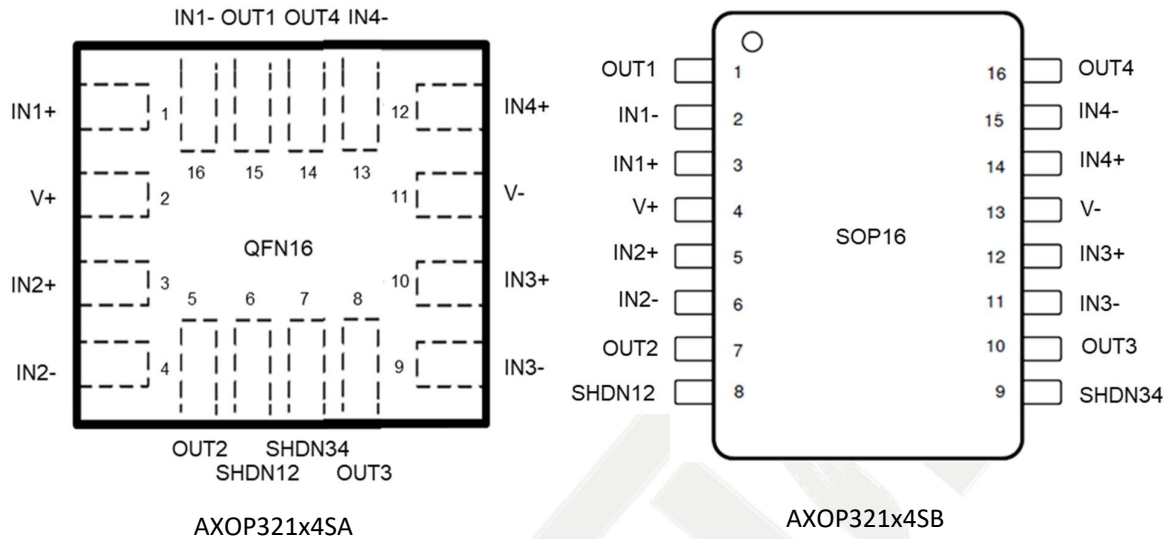 IN1- OUT1 OUT4 IN4-
IN1+ 1 12 IN4+
16 15 14 13
V+ 2 11 V-
QFN16
IN2+ 3 10 IN3+
5 6 7 8
IN2- 4 9 IN3-
OUT2 SHDN34
SHDN12 OUT3
AXOP321x4SA
OUT1 1 16 OUT4
IN1- 2 15 IN4-
IN1+ 3 14 IN4+
V+ 4 13 V-
SOP16
IN2+ 5 12 IN3+
IN2- 6 11 IN3-
OUT2 7 10 OUT3
SHDN12 8 9 SHDN34
AXOP321x4SB